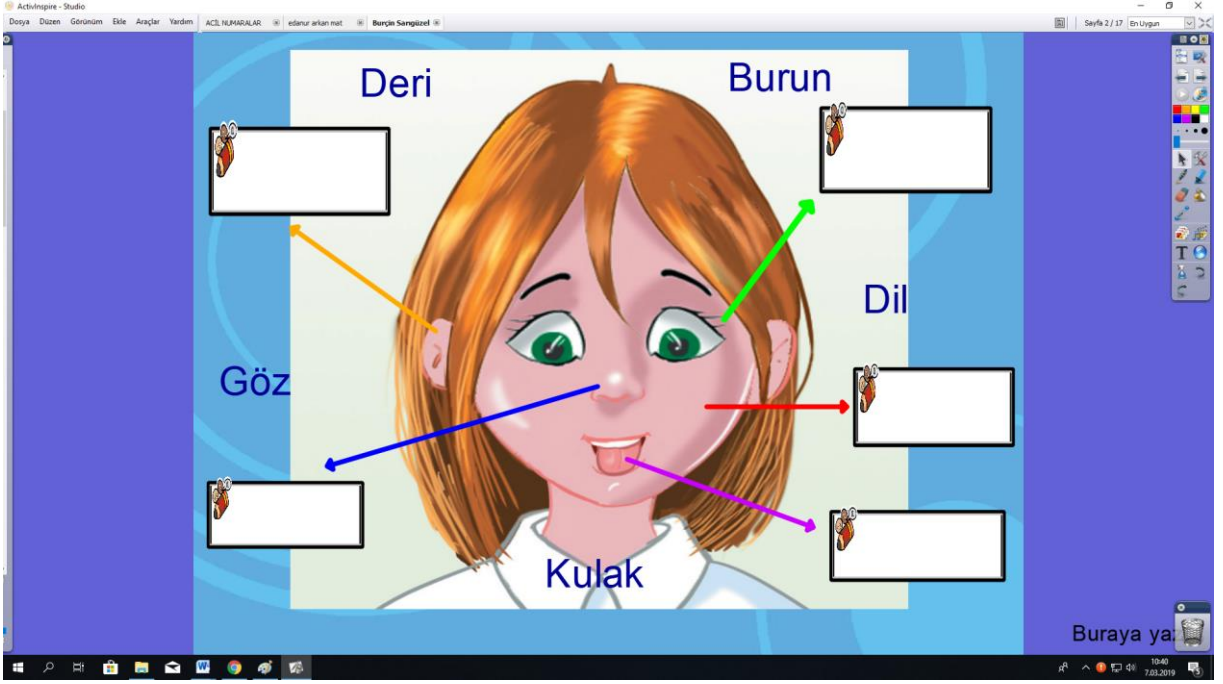 ActivInspire - Studio
Dosya Düzen Görünüm Ekle Araçlar Yardım
ACİL NUMARALAR
edanur arkan mat
Burçin Sarıgüzel
Sayfa 2 / 17
En Uygun
Deri
Burun
Dil
Göz
Kulak
Buraya
10:40
7.03.2019